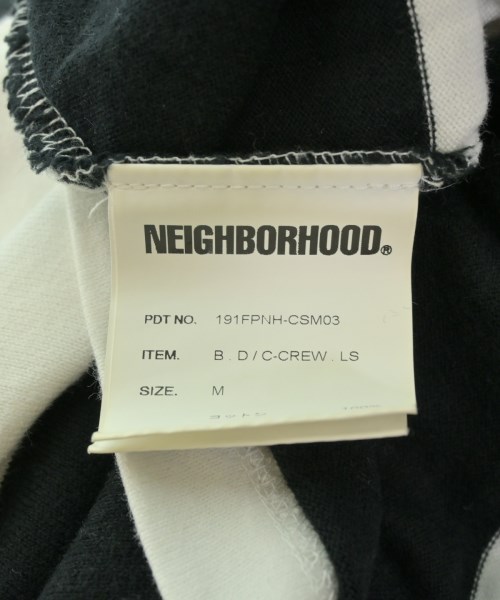 NEIGHBORHOOD®
PDT NO. 191FPNH-CSM03
ITEM. B . D / C-CREW . LS
SIZE. M